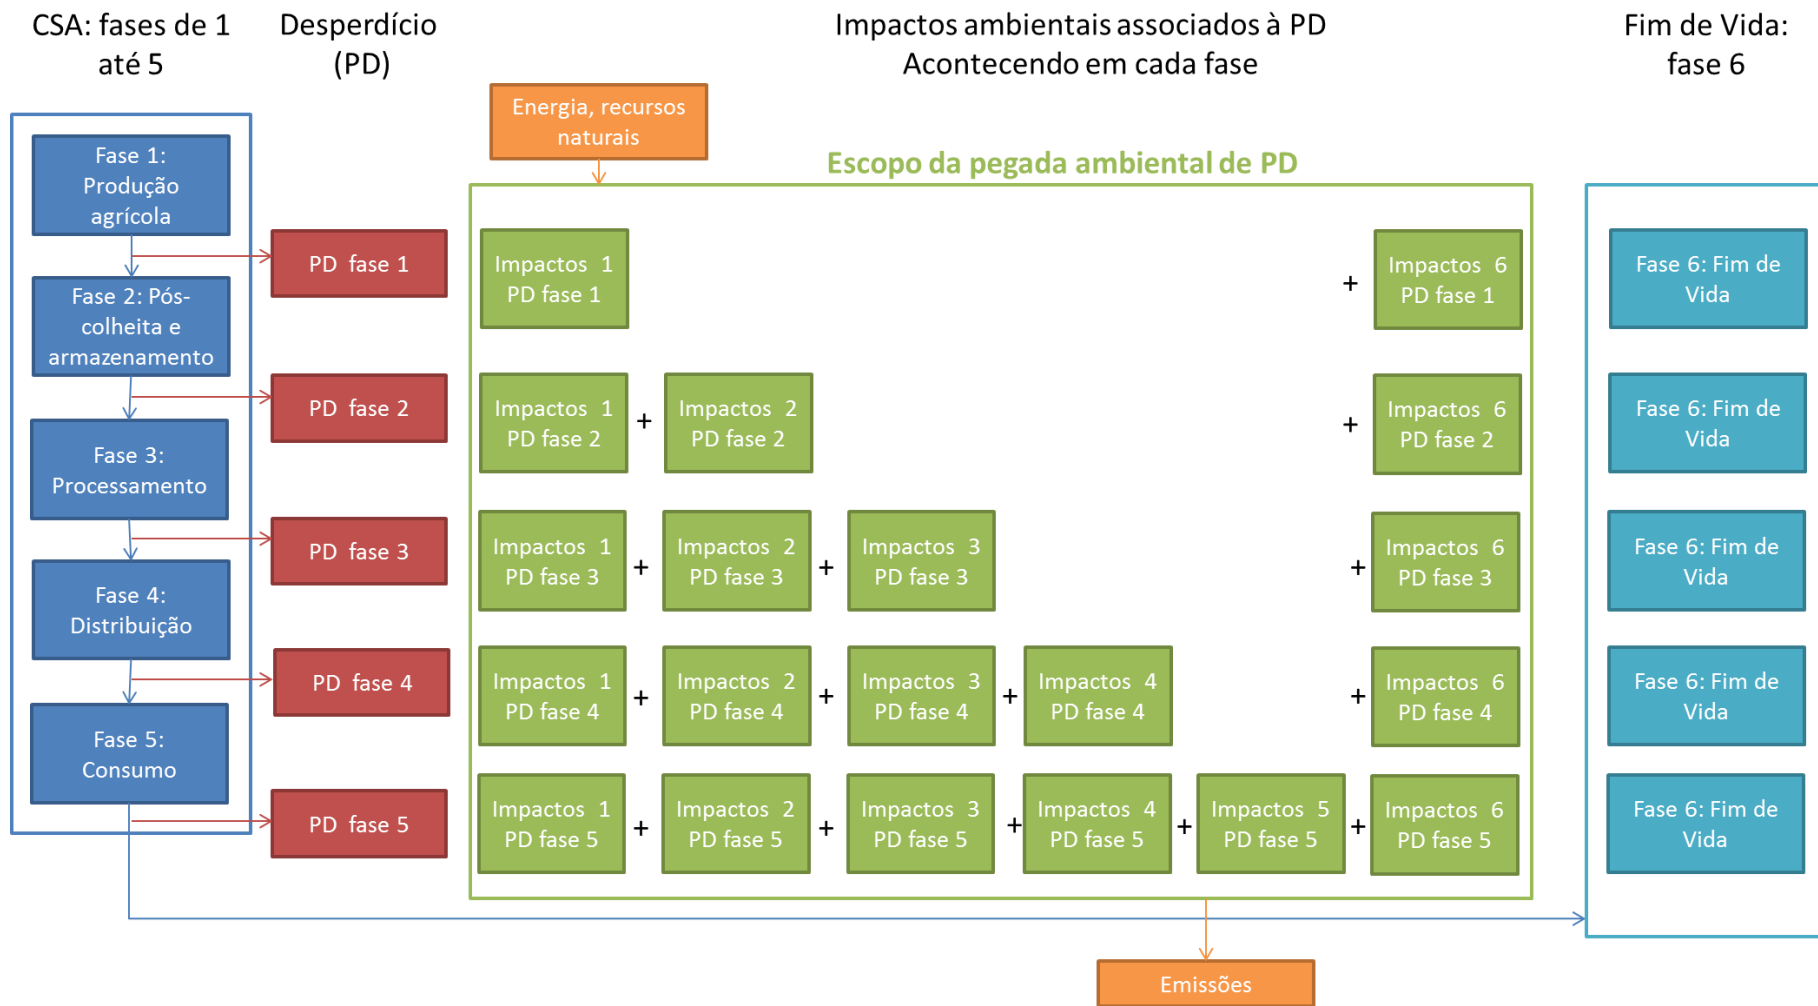 CSA: fases de 1
até 5
Desperdício
(PD)
Impactos ambientais associados à PD
Acontecendo em cada fase
Fim de Vida:
fase 6
Energia, recursos
naturais
Escopo da pegada ambiental de PD
Fase 1:
Produção
agrícola
PD fase 1
Impactos 1
PD fase 1
+
Impactos 6
PD fase 1
Fase 6: Fim de
Vida
Fase 2: Pós-
colheita e
armazenamento
PD fase 2
Impactos 1
PD fase 2
+
Impactos 2
PD fase 2
+
Impactos 6
PD fase 2
Fase 6: Fim de
Vida
Fase 3:
Processamento
PD fase 3
Impactos 1
PD fase 3
+
Impactos 2
PD fase 3
+
Impactos 3
PD fase 3
+
Impactos 6
PD fase 3
Fase 6: Fim de
Vida
Fase 4:
Distribuição
PD fase 4
Impactos 1
PD fase 4
+
Impactos 2
PD fase 4
+
Impactos 3
PD fase 4
+
Impactos 4
PD fase 4
+
Impactos 6
PD fase 4
Fase 6: Fim de
Vida
Fase 5:
Consumo
PD fase 5
Impactos 1
PD fase 5
+
Impactos 2
PD fase 5
+
Impactos 3
PD fase 5
+
Impactos 4
PD fase 5
+
Impactos 5
PD fase 5
+
Impactos 6
PD fase 5
Fase 6: Fim de
Vida
Emissões